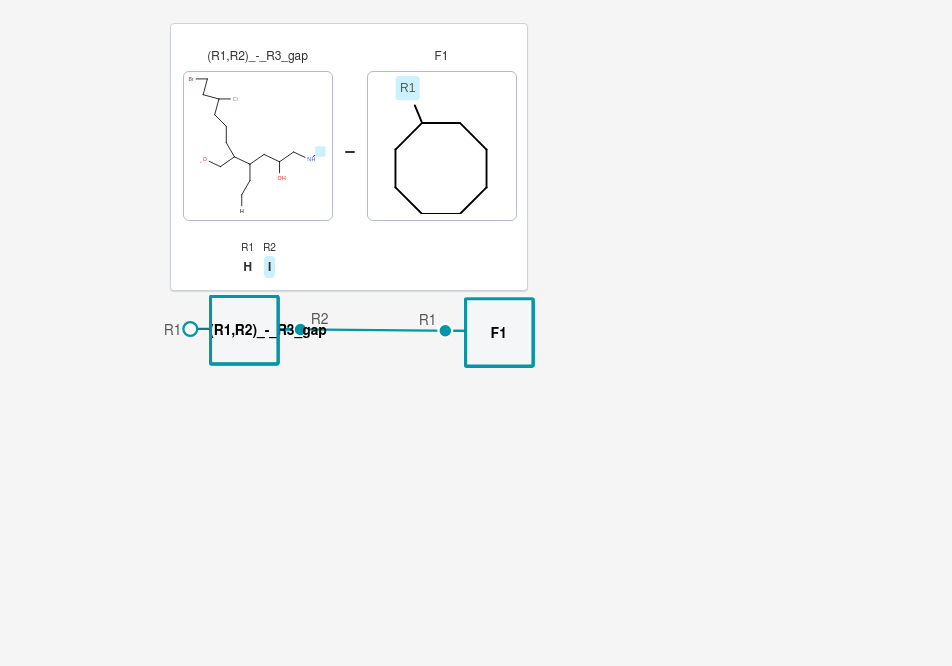 (R1,R2)_-_R3_gap F1
Br
Cl
R1
O
NH
OH
H
R1 R2
H I
R1 (R1,R2)_-_R3_gap R2 R1 F1